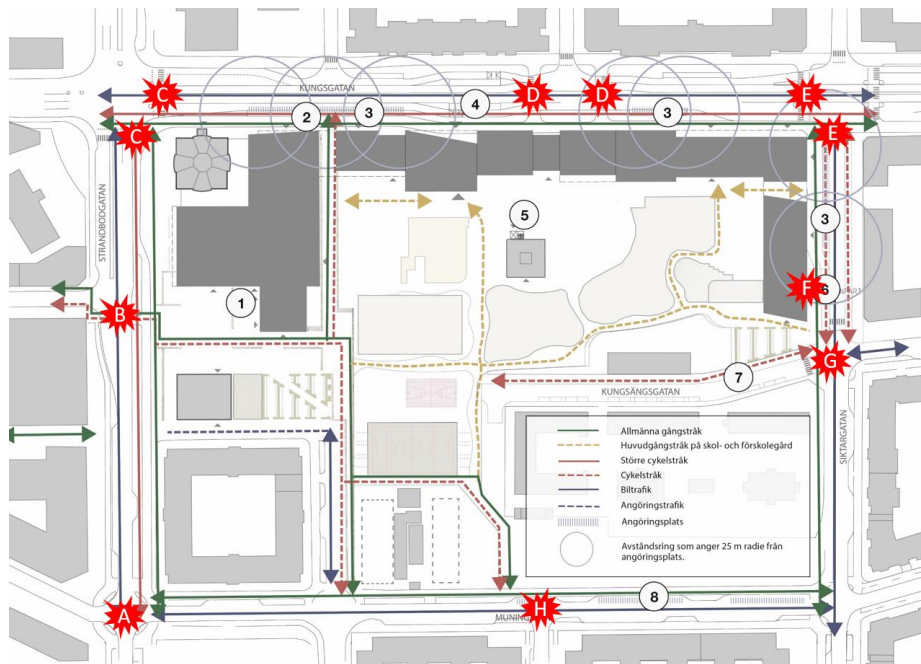 KUNGSGATAN
C
D
D
E
2
3
4
3
C
E
STRANDBODGATAN
5
3
1
F
6
B
G
7
KUNGSÄNGSGATAN
SIKTARGATAN
Allmänna gångstråk
Huvudgångstråk på skol- och förskolegård
Större cykelstråk
Cykelstråk
Biltrafik
Angöringstrafik
Angöringsplats
Avståndsring som anger 25 m radie från
angöringsplats.
8
H
A
MUNING